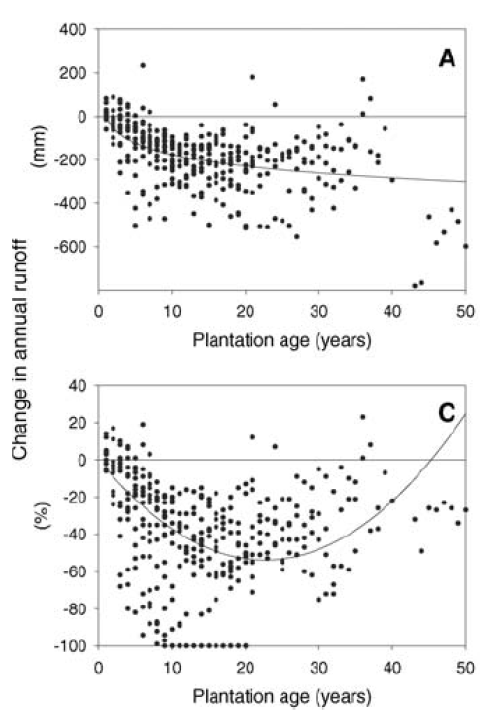 400
A
200
0
-200
-400
-600
(mm)
0 10 20 30 40 50
Plantation age (years)
Change in annual runoff
40
C
20
0
-20
-40
-60
-80
-100
(%)
0 10 20 30 40 50
Plantation age (years)